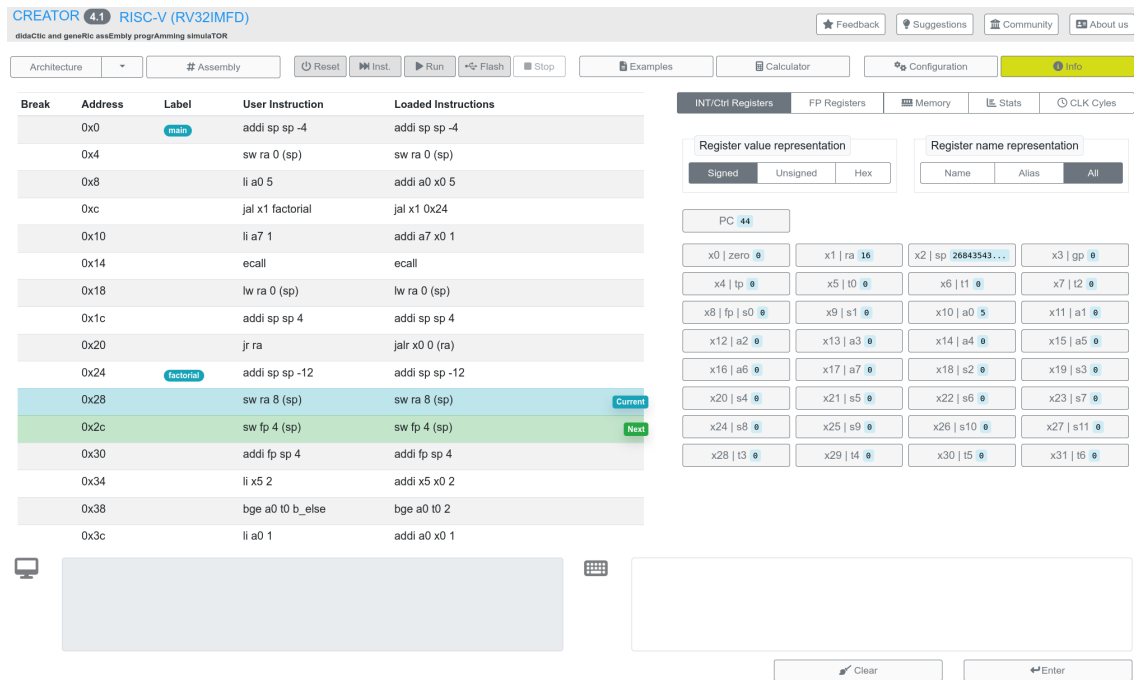 CREATOR 4.1 RISC-V (RV32IMFD)
didaCtic and geneRic assEmbly progrAmming simulaTOR
Feedback Suggestions Community About us
Architecture # Assembly Reset Inst. Run Flash Stop Examples Calculator Configuration Info
Break Address Label User Instruction Loaded Instructions
0x0 main addi sp sp -4 addi sp sp -4
0x4 sw ra 0 (sp) sw ra 0 (sp)
0x8 li a0 5 addi a0 x0 5
0xc jal x1 factorial jal x1 0x24
0x10 li a7 1 addi a7 x0 1
0x14 ecall ecall
0x18 lw ra 0 (sp) lw ra 0 (sp)
0x1c addi sp sp 4 addi sp sp 4
0x20 jr ra jalr x0 0 (ra)
0x24 factorial addi sp sp -12 addi sp sp -12
0x28 sw ra 8 (sp) sw ra 8 (sp) Current
0x2c sw fp 4 (sp) sw fp 4 (sp) Next
0x30 addi fp sp 4 addi fp sp 4
0x34 li x5 2 addi x5 x0 2
0x38 bge a0 t0 b_else bge a0 t0 2
0x3c li a0 1 addi a0 x0 1
INT/Ctrl Registers FP Registers Memory Stats CLK Cyles
Register value representation Register name representation
Signed Unsigned Hex Name Alias All
PC 44
x0 | zero 0 x1 | ra 16 x2 | sp 26843543... x3 | gp 0
x4 | tp 0 x5 | t0 0 x6 | t1 0 x7 | t2 0
x8 | fp | s0 0 x9 | s1 0 x10 | a0 5 x11 | a1 0
x12 | a2 0 x13 | a3 0 x14 | a4 0 x15 | a5 0
x16 | a6 0 x17 | a7 0 x18 | s2 0 x19 | s3 0
x20 | s4 0 x21 | s5 0 x22 | s6 0 x23 | s7 0
x24 | s8 0 x25 | s9 0 x26 | s10 0 x27 | s11 0
x28 | t3 0 x29 | t4 0 x30 | t5 0 x31 | t6 0
Clear Enter